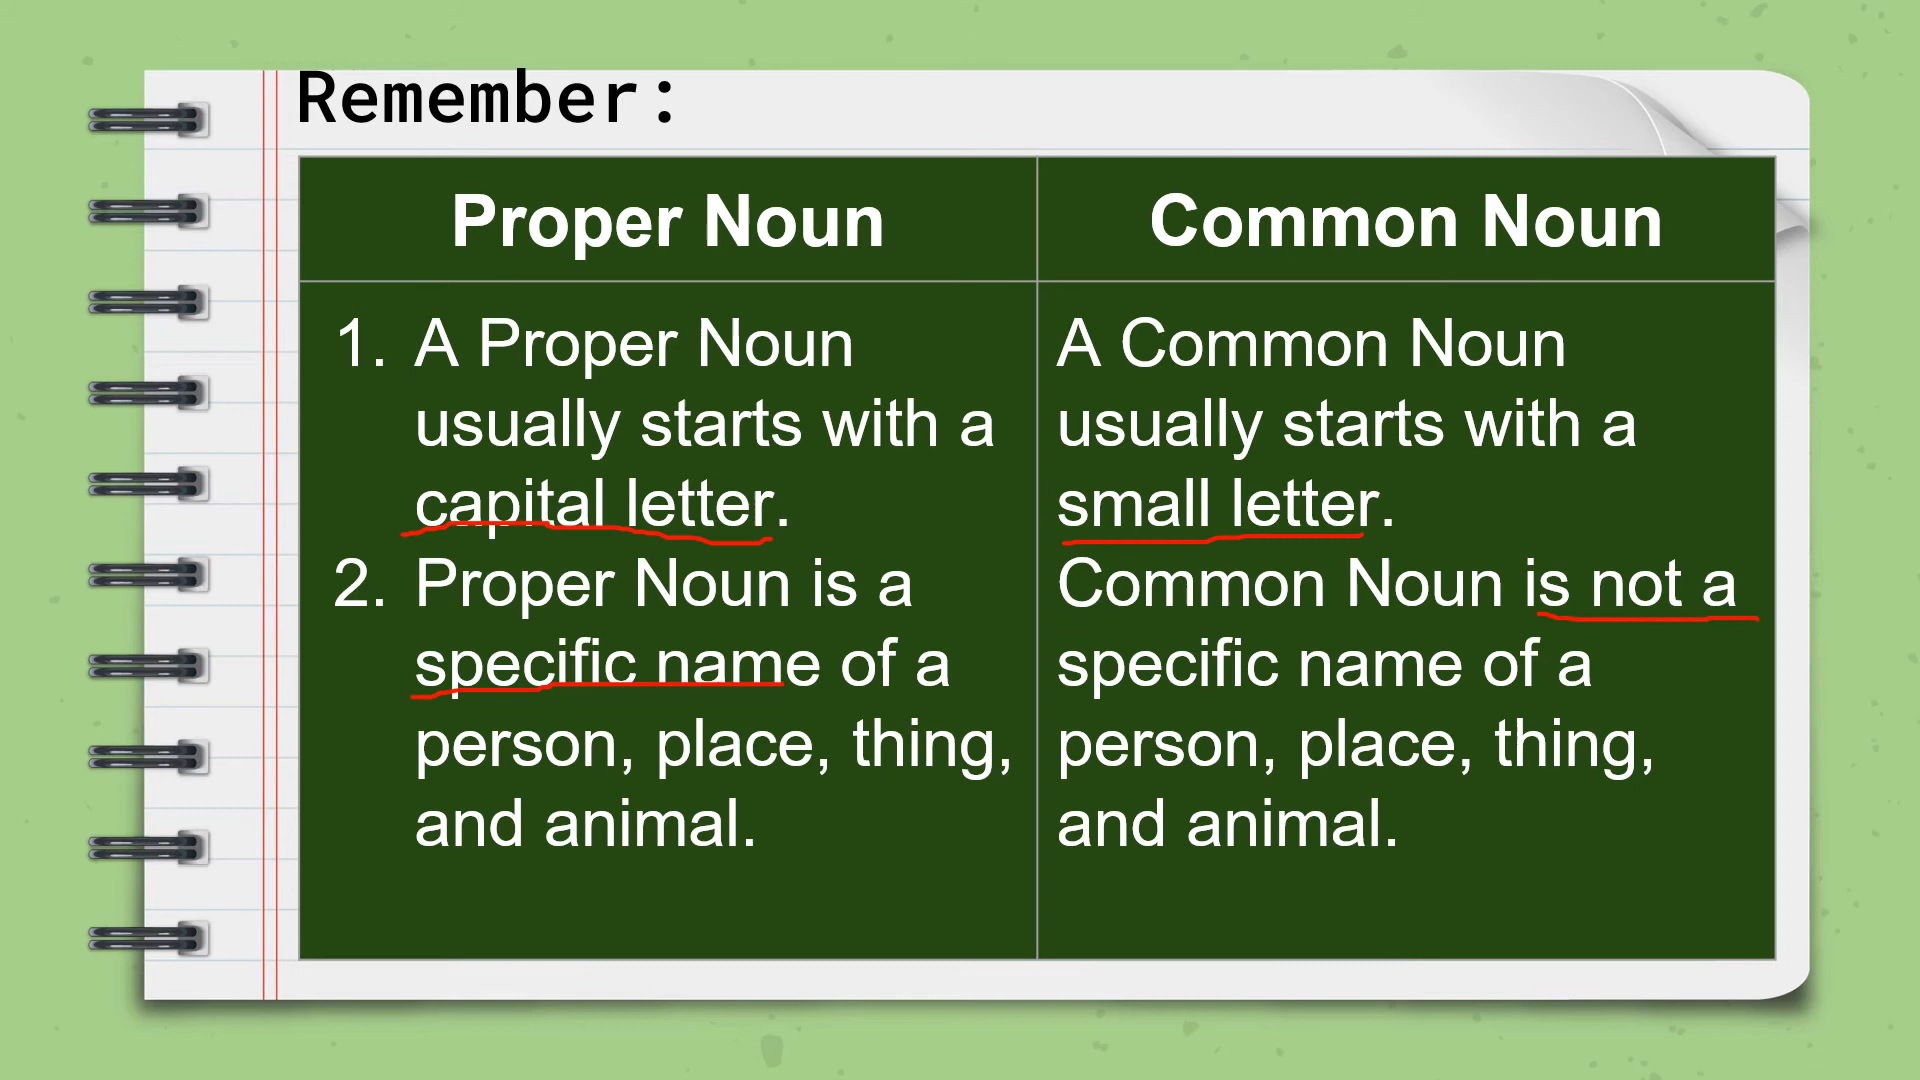 Remember:
Proper Noun
Common Noun
1. A Proper Noun
usually starts with a
capital letter.
2. Proper Noun is a
specific name of a
person, place, thing,
and animal.
A Common Noun
usually starts with a
small letter.
Common Noun is not a
specific name of a
person, place, thing,
and animal.